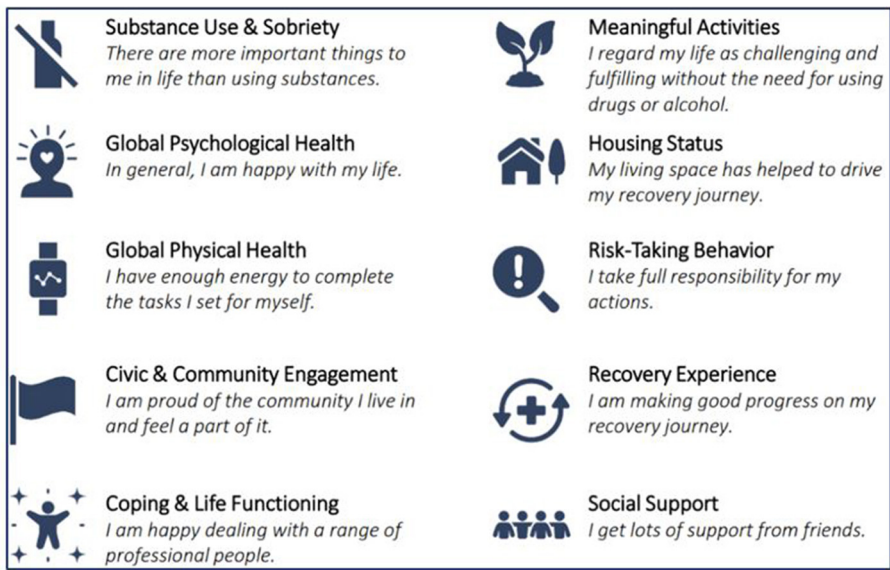 Substance Use & Sobriety
There are more important things to
me in life than using substances.
Global Psychological Health
In general, I am happy with my life.
Global Physical Health
I have enough energy to complete
the tasks I set for myself.
Civic & Community Engagement
I am proud of the community I live in
and feel a part of it.
Coping & Life Functioning
I am happy dealing with a range of
professional people.
Meaningful Activities
I regard my life as challenging and
fulfilling without the need for using
drugs or alcohol.
Housing Status
My living space has helped to drive
my recovery journey.
Risk-Taking Behavior
I take full responsibility for my
actions.
Recovery Experience
I am making good progress on my
recovery journey.
Social Support
I get lots of support from friends.